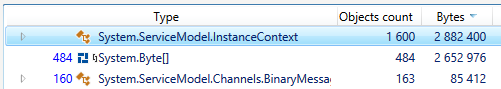 Type Objects count Bytes
System.ServiceModel.InstanceContext 1 600 2 882 400
484 System.Byte[] 484 2 652 976
160 System.ServiceModel.Channels.BinaryMessa 163 85 412